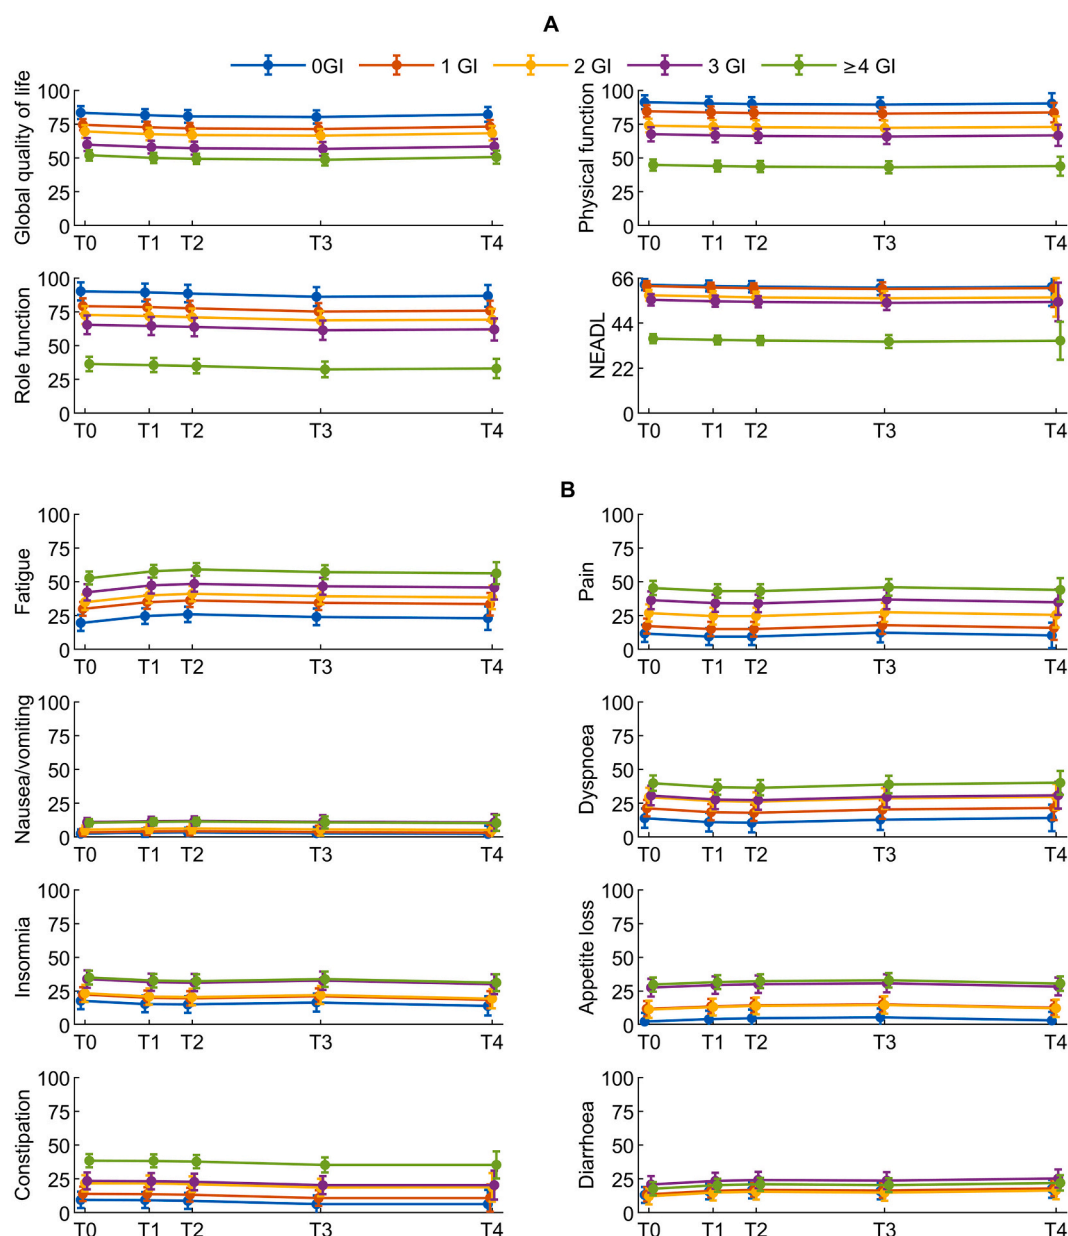 A
0GI 1 GI 2 GI 3 GI ≥4 GI
Global quality of life
100
75
50
25
0
T0 T1 T2 T3 T4
Physical function
100
75
50
25
0
T0 T1 T2 T3 T4
Role function
100
75
50
25
0
T0 T1 T2 T3 T4
NEADL
66
44
22
0
T0 T1 T2 T3 T4
B
Fatigue
100
75
50
25
0
T0 T1 T2 T3 T4
Pain
100
75
50
25
0
T0 T1 T2 T3 T4
Nausea/vomiting
100
75
50
25
0
T0 T1 T2 T3 T4
Dyspnoea
100
75
50
25
0
T0 T1 T2 T3 T4
Insomnia
100
75
50
25
0
T0 T1 T2 T3 T4
Appetite loss
100
75
50
25
0
T0 T1 T2 T3 T4
Constipation
100
75
50
25
0
T0 T1 T2 T3 T4
Diarrhoea
100
75
50
25
0
T0 T1 T2 T3 T4